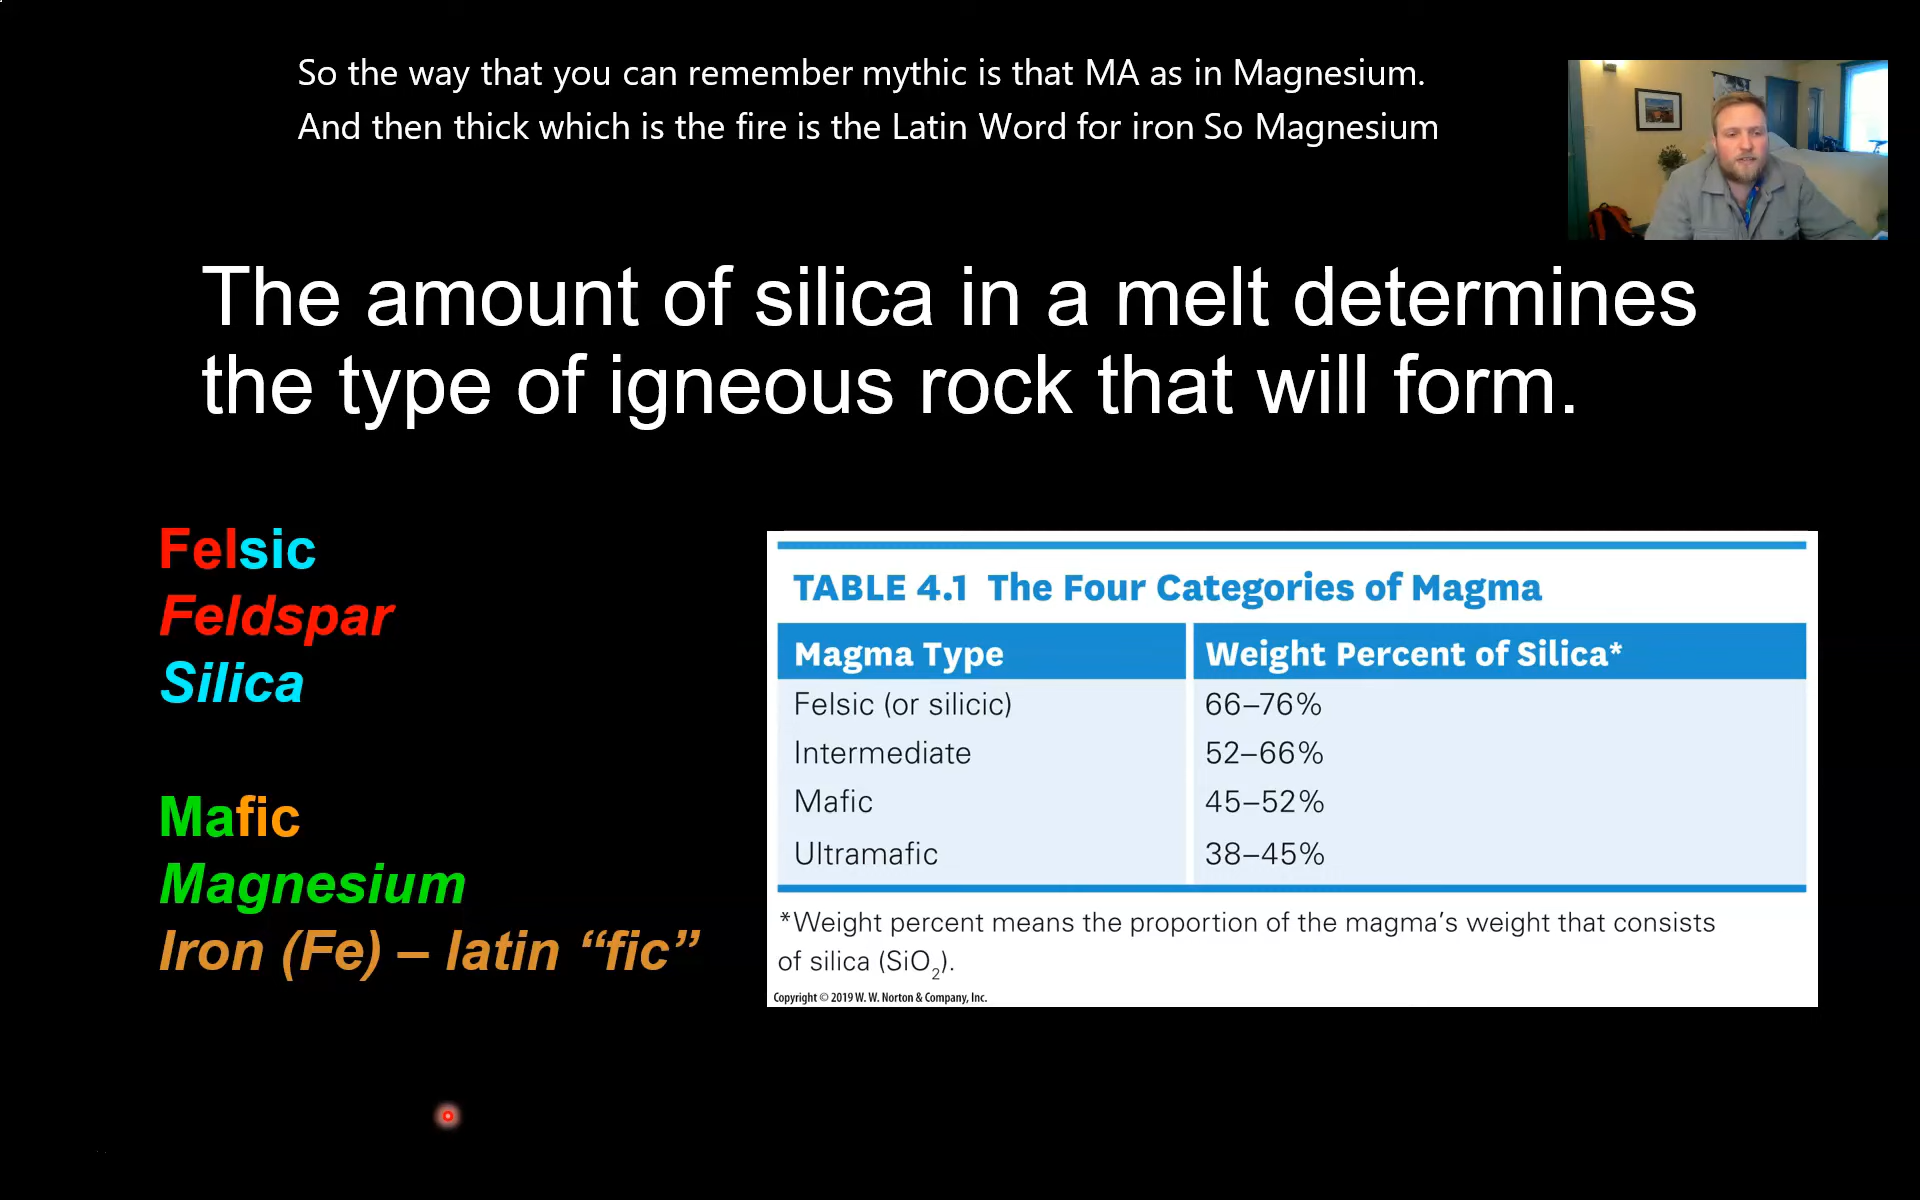 So the way that you can remember mythic is that MA as in Magnesium.
And then thick which is the fire is the Latin Word for iron So Magnesium
The amount of silica in a melt determines
the type of igneous rock that will form.
Felsic
Feldspar
Silica
Mafic
Magnesium
Iron (Fe) – latin “fic”
TABLE 4.1 The Four Categories of Magma
Magma Type Weight Percent of Silica*
Felsic (or silicic) 66–76%
Intermediate 52–66%
Mafic 45–52%
Ultramafic 38–45%
*Weight percent means the proportion of the magma’s weight that consists
of silica (SiO₂).
Copyright © 2019 W. W. Norton & Company, Inc.